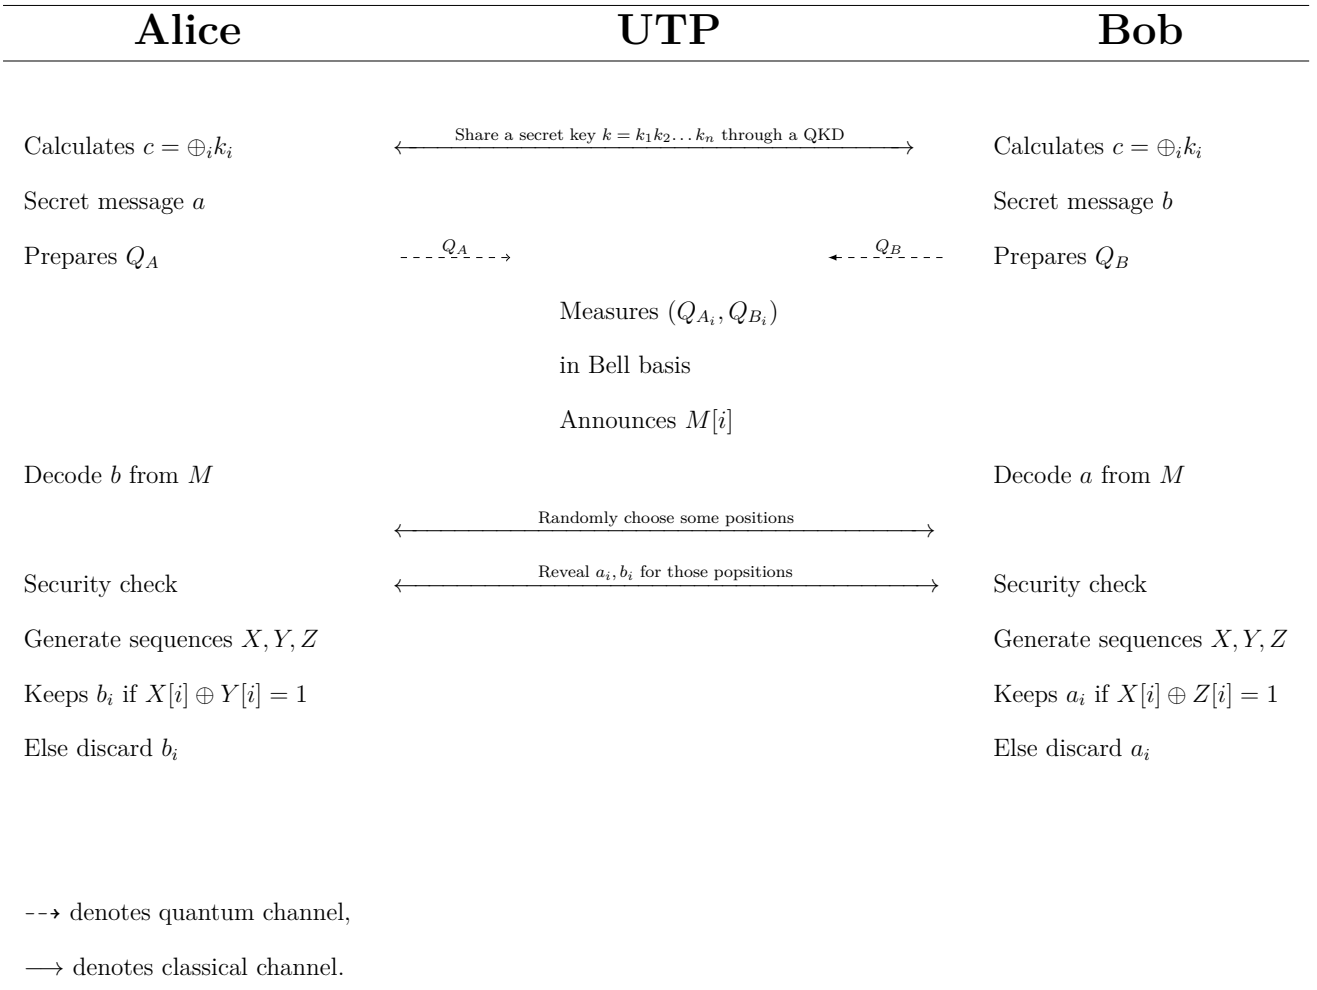 Alice UTP Bob
Calculates c = ⊕ᵢkᵢ Share a secret key k = k₁k₂…kₙ through a QKD Calculates c = ⊕ᵢkᵢ
Secret message a Secret message b
Prepares Q_A Q_A Q_B Prepares Q_B
Measures (Q_{A_i}, Q_{B_i})
in Bell basis
Announces M[i]
Decode b from M Decode a from M
Randomly choose some positions
Security check Reveal aᵢ, bᵢ for those popsitions Security check
Generate sequences X, Y, Z Generate sequences X, Y, Z
Keeps bᵢ if X[i] ⊕ Y[i] = 1 Keeps aᵢ if X[i] ⊕ Z[i] = 1
Else discard bᵢ Else discard aᵢ
denotes quantum channel,
denotes classical channel.